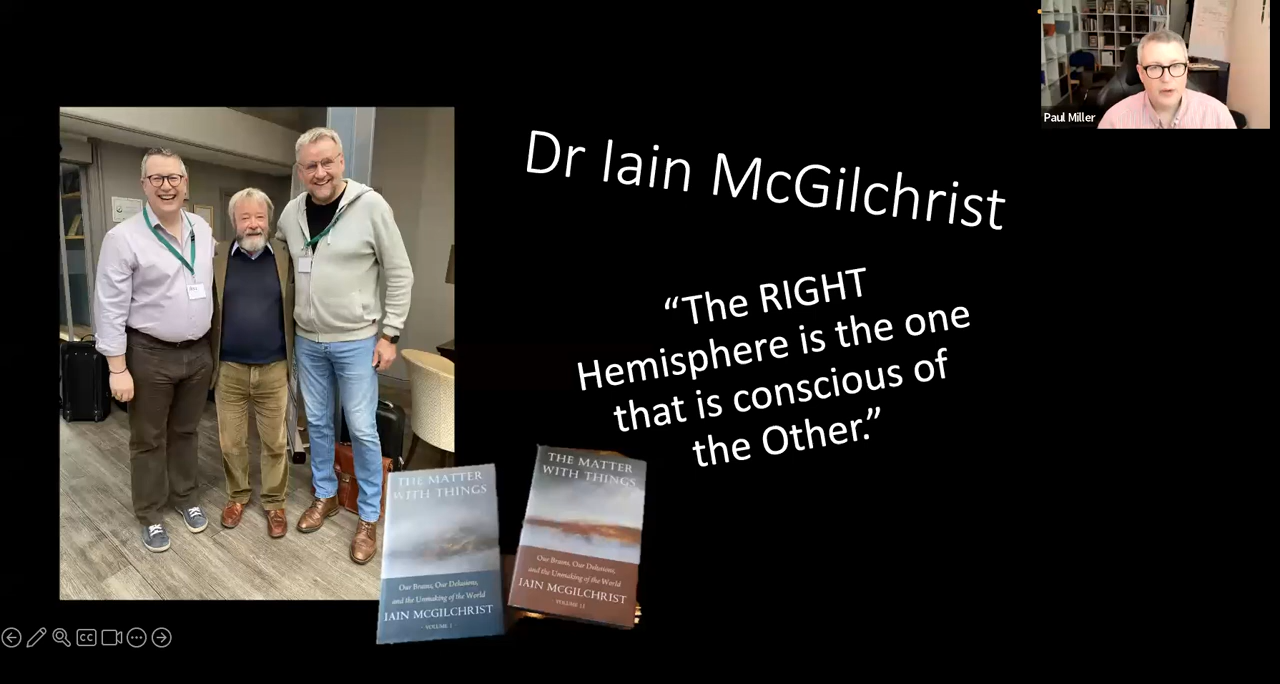 Paul Miller
Dr Iain McGilchrist
“The RIGHT
Hemisphere is the one
that is conscious of
the Other.”
THE MATTER
WITH THINGS
Our Brains, Our Delusions,
and the Unmaking of the World
IAIN MCGILCHRIST
VOLUME I
THE MATTER
WITH THINGS
Our Brains, Our Delusions,
and the Unmaking of the World
IAIN MCGILCHRIST
VOLUME II
CC